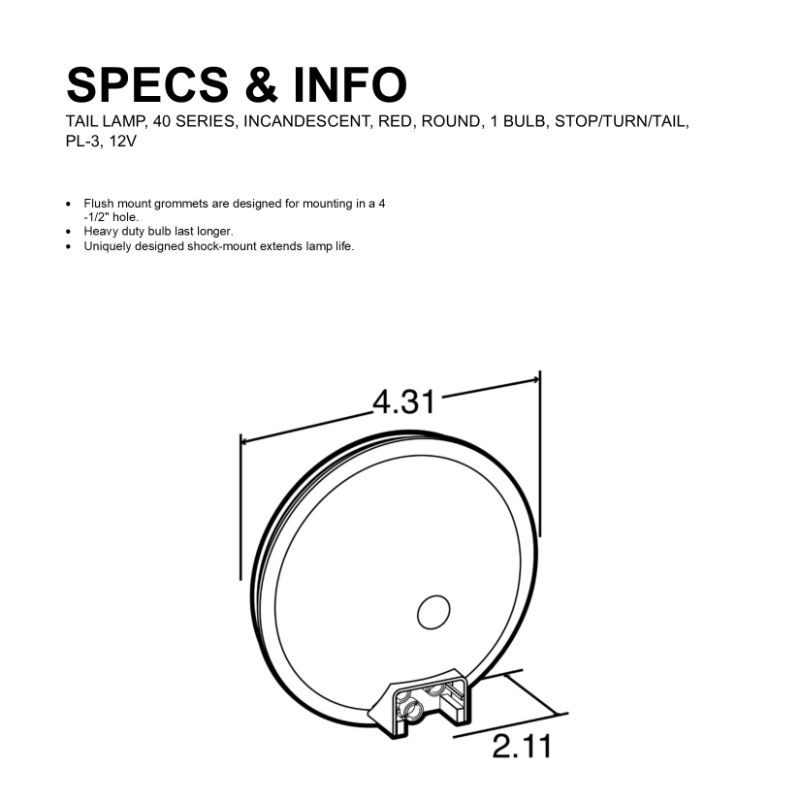 SPECS & INFO
TAIL LAMP, 40 SERIES, INCANDESCENT, RED, ROUND, 1 BULB, STOP/TURN/TAIL,
PL-3, 12V
• Flush mount grommets are designed for mounting in a 4
-1/2" hole.
• Heavy duty bulb last longer.
• Uniquely designed shock-mount extends lamp life.
4.31
2.11